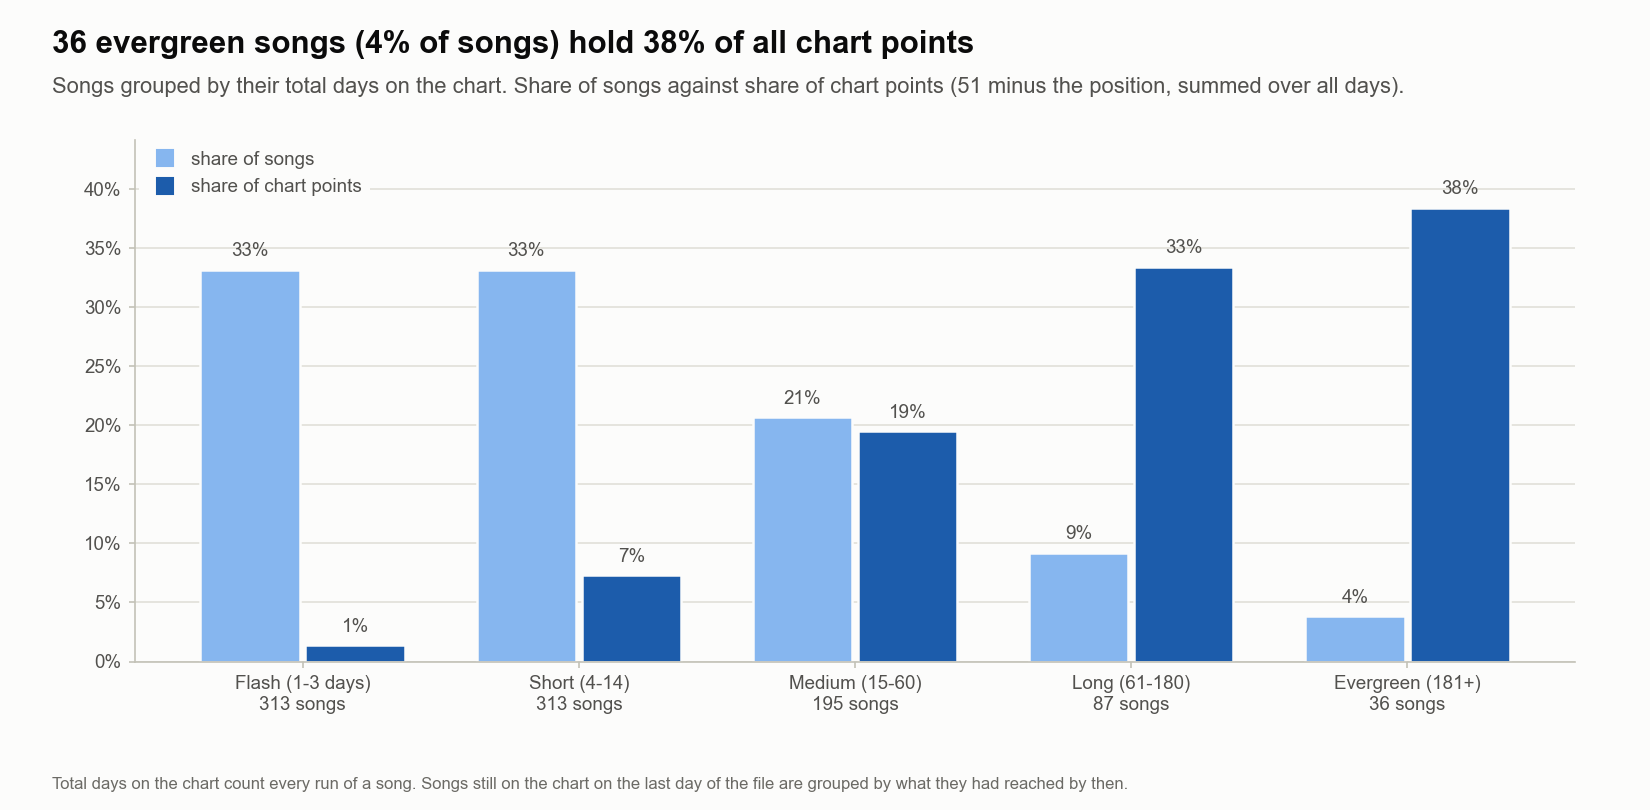 36 evergreen songs (4% of songs) hold 38% of all chart points
Songs grouped by their total days on the chart. Share of songs against share of chart points (51 minus the position, summed over all days).
share of songs
share of chart points
40%
35%
30%
25%
20%
15%
10%
5%
0%
33%
1%
33%
7%
21%
19%
9%
33%
4%
38%
Flash (1-3 days)
313 songs
Short (4-14)
313 songs
Medium (15-60)
195 songs
Long (61-180)
87 songs
Evergreen (181+)
36 songs
Total days on the chart count every run of a song. Songs still on the chart on the last day of the file are grouped by what they had reached by then.